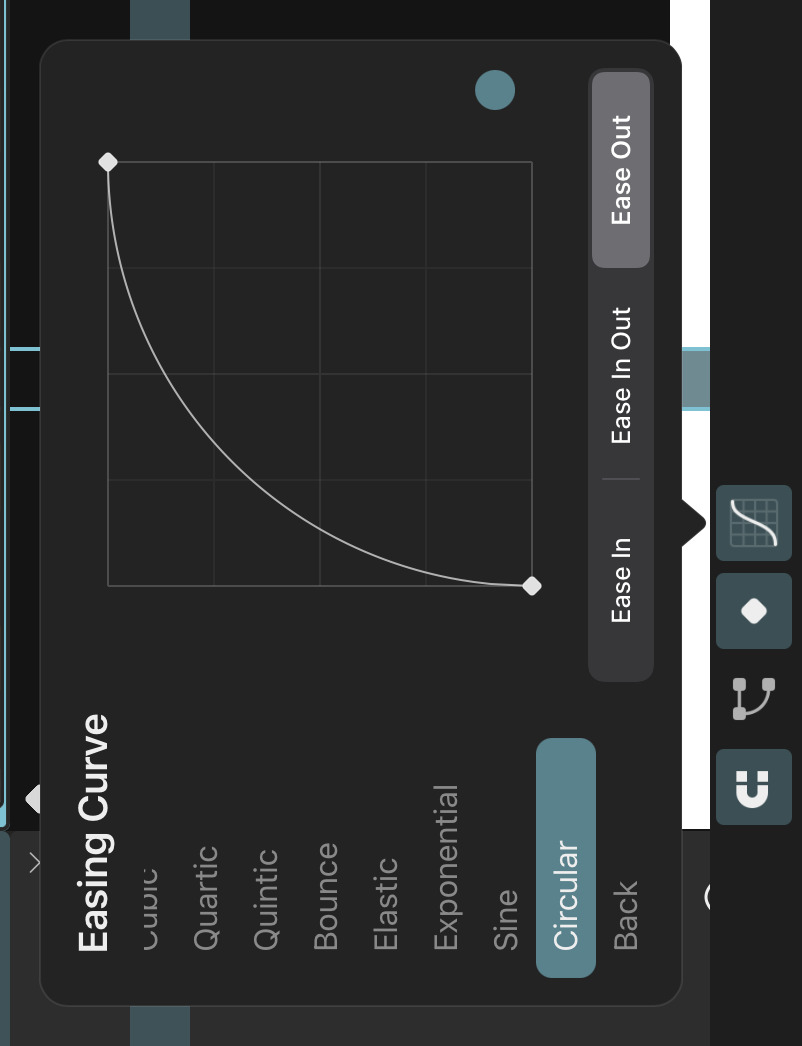 Easing Curve
Cubic
Quartic
Quintic
Bounce
Elastic
Exponential
Sine
Circular
Back
Ease In
Ease In Out
Ease Out